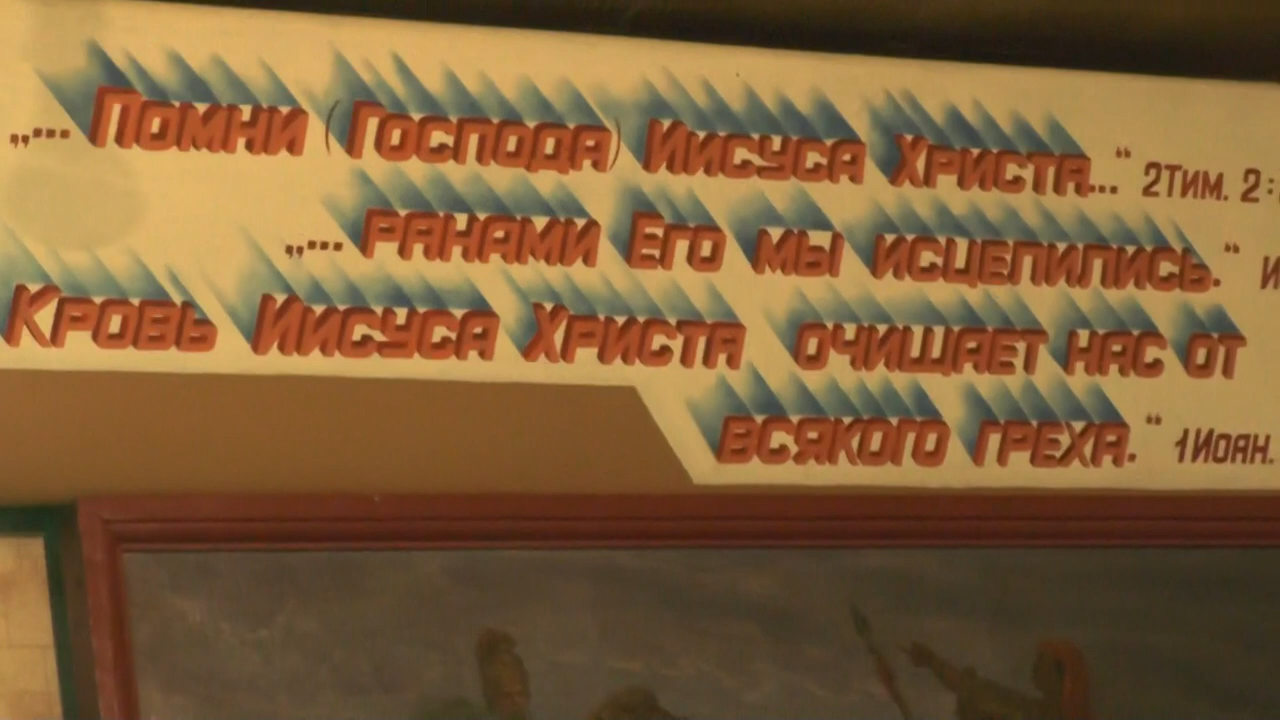 „... Помни (Господа) Иисуса Христа...“ 2Тим. 2:
„... ранами Его мы исцелились.“
Кровь Иисуса Христа очищает нас от
всякого греха.“ 1Иоан.